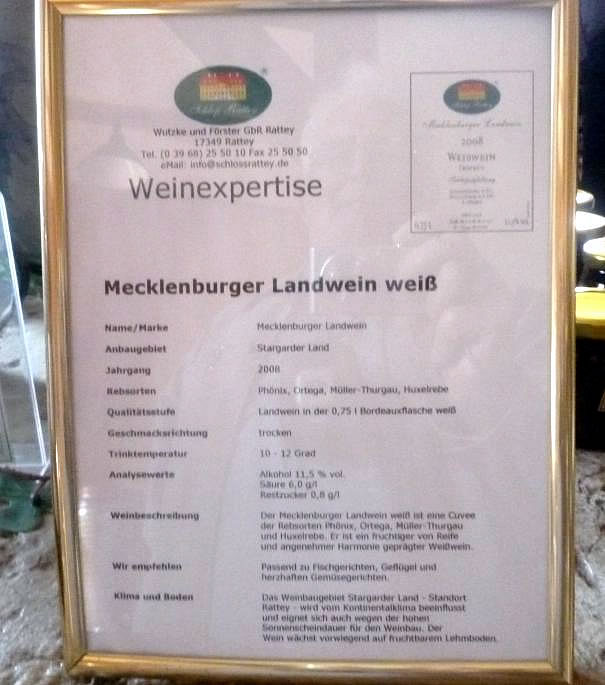 Schloß Rattey
Wutzke und Förster GbR Rattey
17349 Rattey
Tel. (0 39 68) 25 50 10 Fax 25 50 50
eMail: info@schlossrattey.de
Weinexpertise
Mecklenburger Landwein
2008
WEISSWEIN
Mecklenburger Landwein weiß
Name/Marke Mecklenburger Landwein
Anbaugebiet Stargarder Land
Jahrgang 2008
Rebsorten Phönix, Ortega, Müller-Thurgau, Huxelrebe
Qualitätsstufe Landwein in der 0,75 l Bordeauxflasche weiß
Geschmacksrichtung trocken
Trinktemperatur 10 - 12 Grad
Analysewerte Alkohol 11,5 % vol.
Säure 6,0 g/l
Restzucker 0,8 g/l
Weinbeschreibung Der Mecklenburger Landwein weiß ist eine Cuvee
der Rebsorten Phönix, Ortega, Müller-Thurgau
und Huxelrebe. Er ist ein fruchtiger von Reife
und angenehmer Harmonie geprägter Weißwein.
Wir empfehlen Passend zu Fischgerichten, Geflügel und
herzhaften Gemüsegerichten.
Klima und Boden Das Weinbaugebiet Stargarder Land - Standort
Rattey - wird vom Kontinentalklima beeinflusst
und eignet sich auch wegen der hohen
Sonnenscheindauer für den Weinbau. Der
Wein wächst vorwiegend auf fruchtbarem Lehmboden.